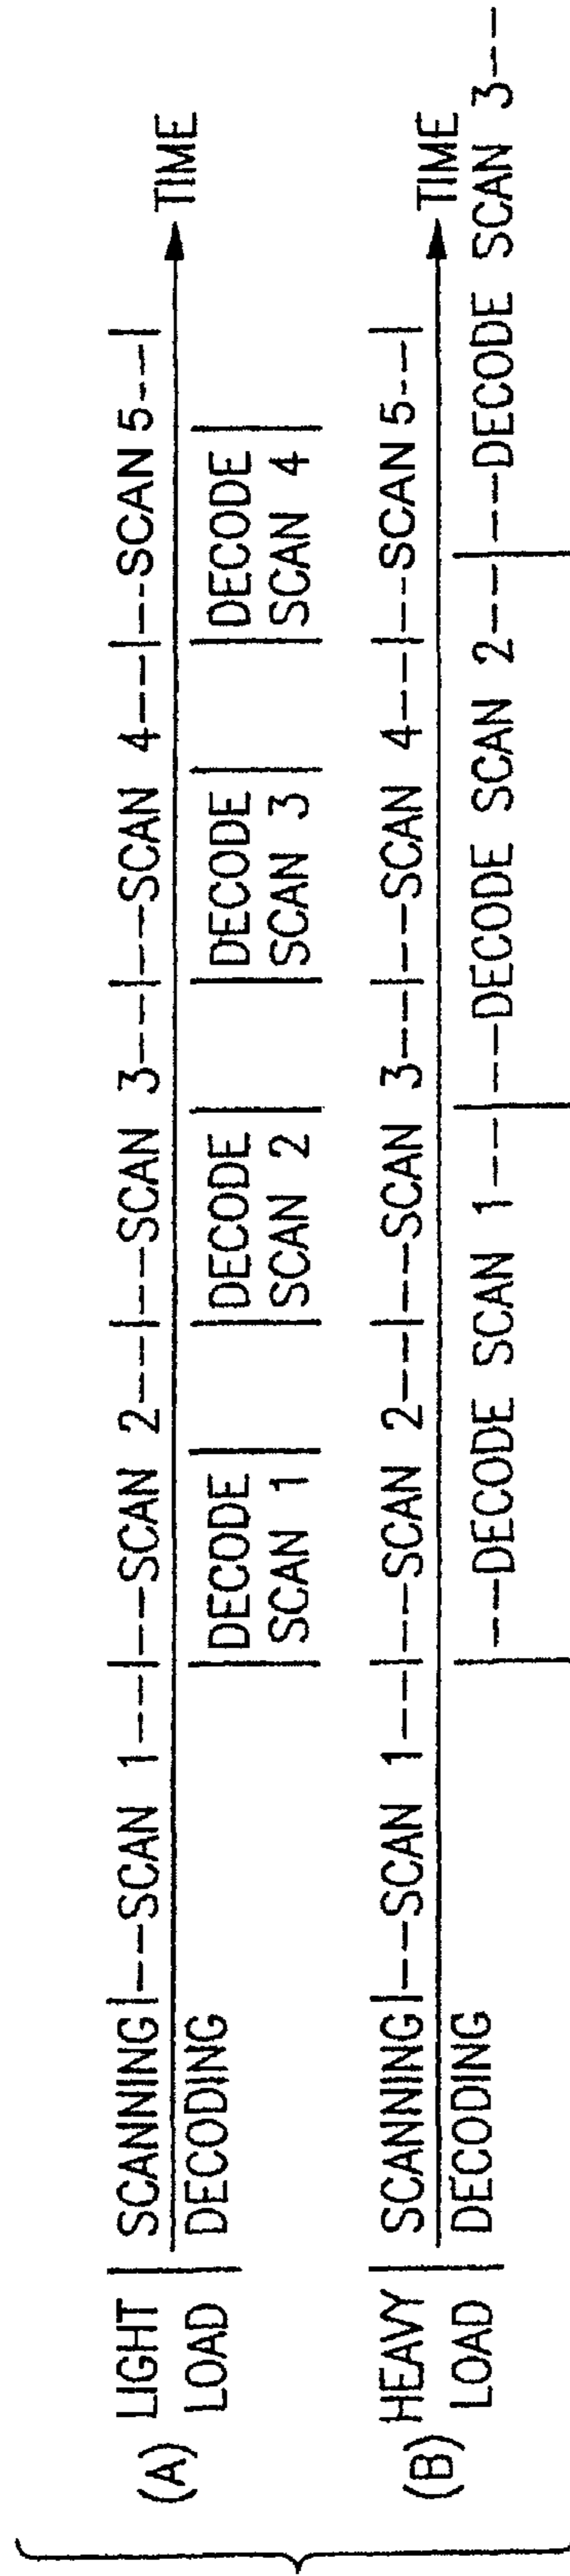 (A) LIGHT LOAD
SCANNING|---SCAN 1---|---SCAN 2---|---SCAN 3---|---SCAN 4---|---SCAN 5---|
TIME
DECODING
DECODE SCAN 1
DECODE SCAN 2
DECODE SCAN 3
DECODE SCAN 4
(B) HEAVY LOAD
SCANNING|---SCAN 1---|---SCAN 2---|---SCAN 3---|---SCAN 4---|---SCAN 5---|
TIME
DECODING
---DECODE SCAN 1---|---DECODE SCAN 2---|---DECODE SCAN 3---